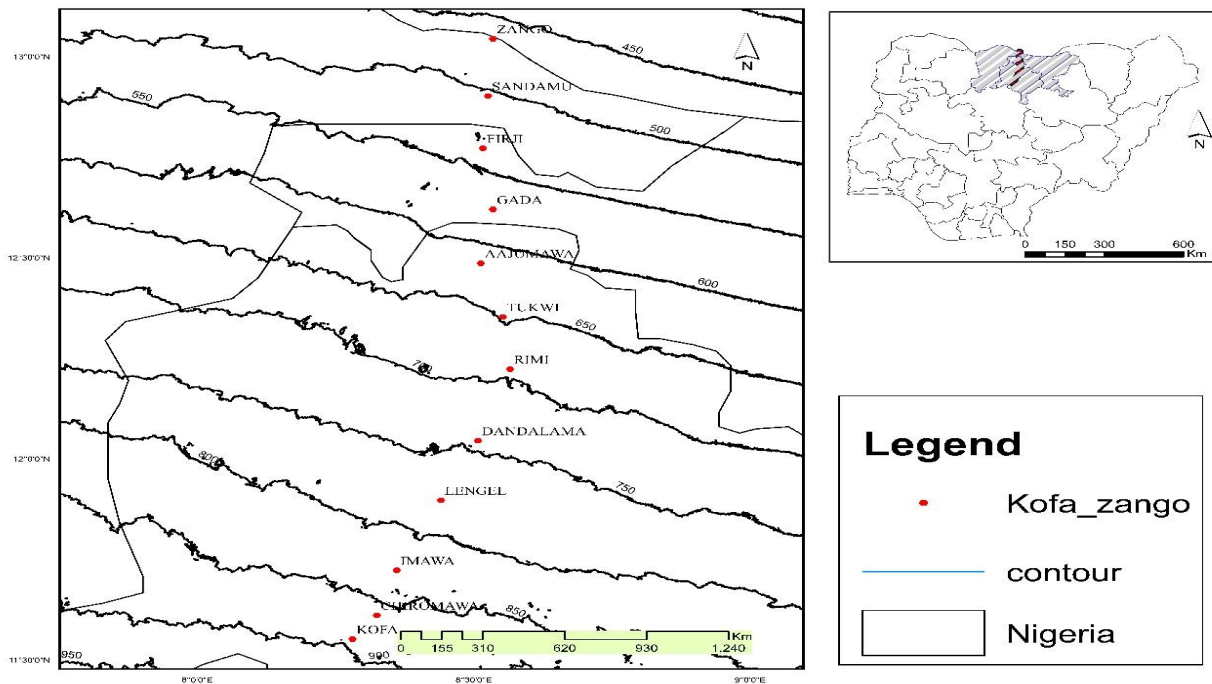 ZANGO
450
13°0'0"N
N
SANDAMU
550
500
FIRJI
GADA
AAJUMAWA
12°30'0"N
600
TUKWI
650
RIMI
DANDALAMA
12°0'0"N
800
750
LENGEL
IMAWA
850
KOFA
950
900
0 155 310 620 930 1,240
Km
11°30'0"N
8°0'0"E
8°30'0"E
9°0'0"E
N
0 150 300 600
Km
Legend
Kofa_zango
contour
Nigeria